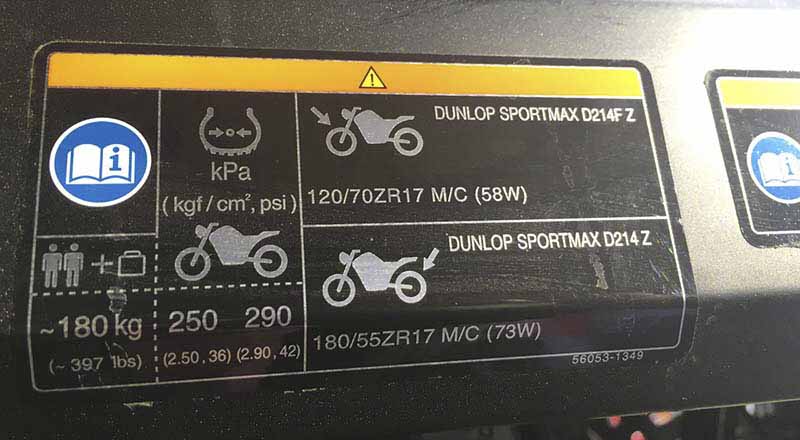 kPa
(kgf/cm², psi)
~180 kg
(~ 397 lbs)
250 290
(2.50, 36) (2.90, 42)
DUNLOP SPORTMAX D214F Z
120/70ZR17 M/C (58W)
DUNLOP SPORTMAX D214 Z
180/55ZR17 M/C (73W)
56053-1349